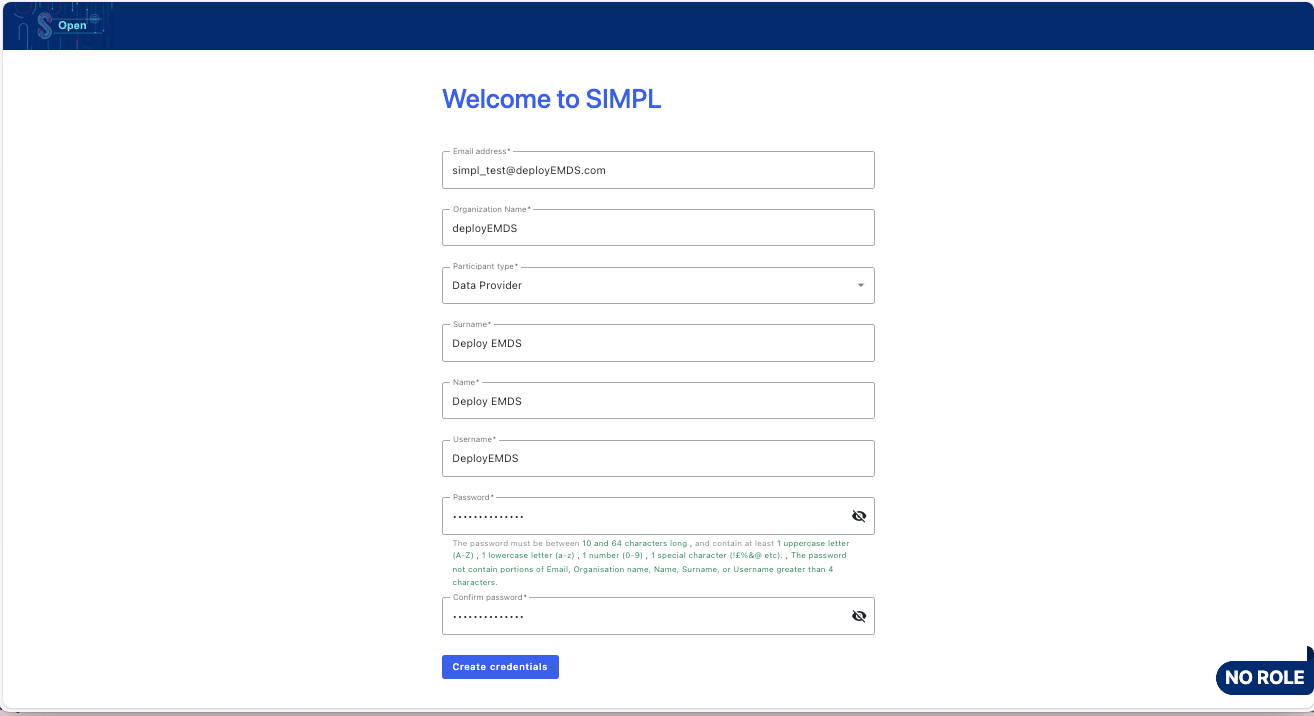 Open
Welcome to SIMPL
Email address*
simpl_test@deployEMDS.com
Organization Name*
deployEMDS
Participant type*
Data Provider
Surname*
Deploy EMDS
Name*
Deploy EMDS
Username*
DeployEMDS
Password*
••••••••••••••
The password must be between 10 and 64 characters long , and contain at least 1 uppercase letter
(A-Z) , 1 lowercase letter (a-z) , 1 number (0-9) , 1 special character (!£%&@ etc). , The password
not contain portions of Email, Organisation name, Name, Surname, or Username greater than 4
characters.
Confirm password*
••••••••••••••
Create credentials
NO ROLE